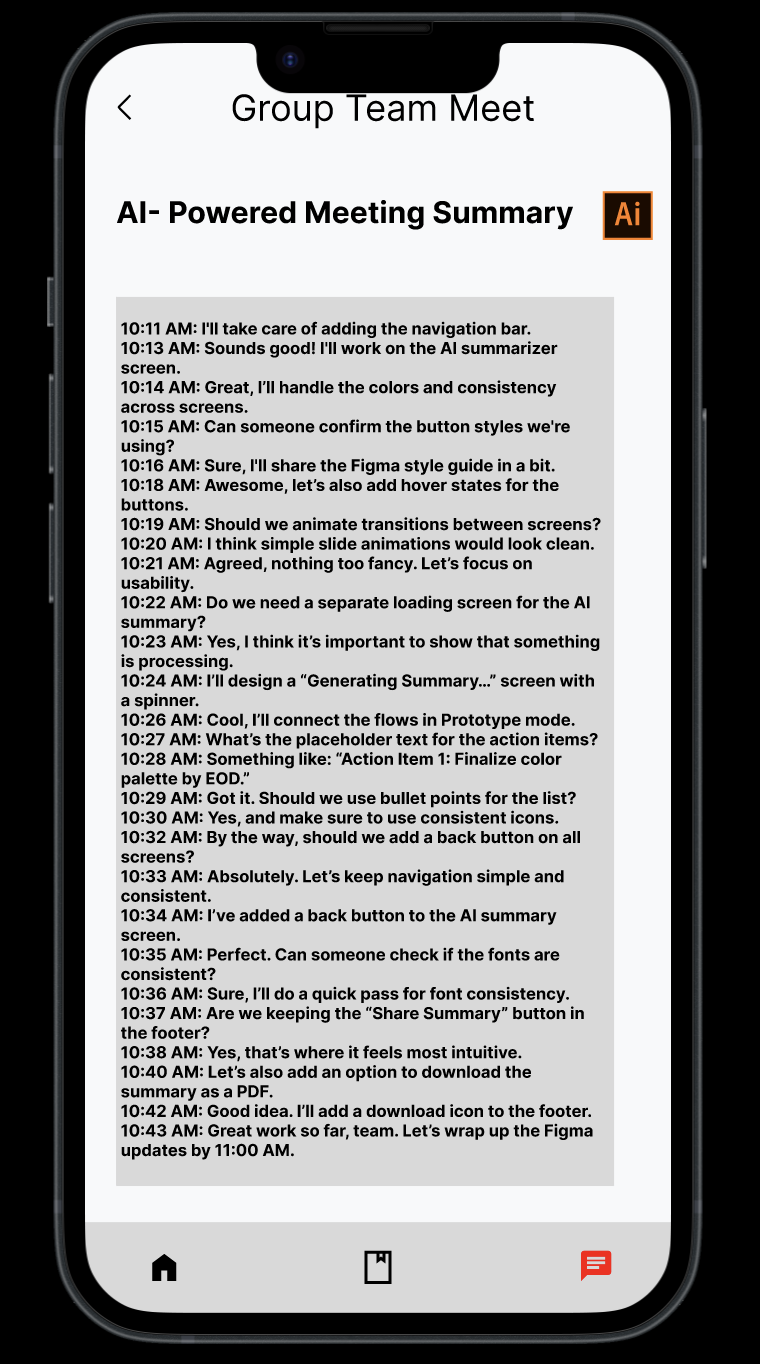 Group Team Meet
AI- Powered Meeting Summary
Ai
10:11 AM: I'll take care of adding the navigation bar.
10:13 AM: Sounds good! I'll work on the AI summarizer
screen.
10:14 AM: Great, I’ll handle the colors and consistency
across screens.
10:15 AM: Can someone confirm the button styles we're
using?
10:16 AM: Sure, I'll share the Figma style guide in a bit.
10:18 AM: Awesome, let’s also add hover states for the
buttons.
10:19 AM: Should we animate transitions between screens?
10:20 AM: I think simple slide animations would look clean.
10:21 AM: Agreed, nothing too fancy. Let’s focus on
usability.
10:22 AM: Do we need a separate loading screen for the AI
summary?
10:23 AM: Yes, I think it’s important to show that something
is processing.
10:24 AM: I’ll design a “Generating Summary…” screen with
a spinner.
10:26 AM: Cool, I’ll connect the flows in Prototype mode.
10:27 AM: What’s the placeholder text for the action items?
10:28 AM: Something like: “Action Item 1: Finalize color
palette by EOD.”
10:29 AM: Got it. Should we use bullet points for the list?
10:30 AM: Yes, and make sure to use consistent icons.
10:32 AM: By the way, should we add a back button on all
screens?
10:33 AM: Absolutely. Let’s keep navigation simple and
consistent.
10:34 AM: I’ve added a back button to the AI summary
screen.
10:35 AM: Perfect. Can someone check if the fonts are
consistent?
10:36 AM: Sure, I’ll do a quick pass for font consistency.
10:37 AM: Are we keeping the “Share Summary” button in
the footer?
10:38 AM: Yes, that’s where it feels most intuitive.
10:40 AM: Let’s also add an option to download the
summary as a PDF.
10:42 AM: Good idea. I’ll add a download icon to the footer.
10:43 AM: Great work so far, team. Let’s wrap up the Figma
updates by 11:00 AM.